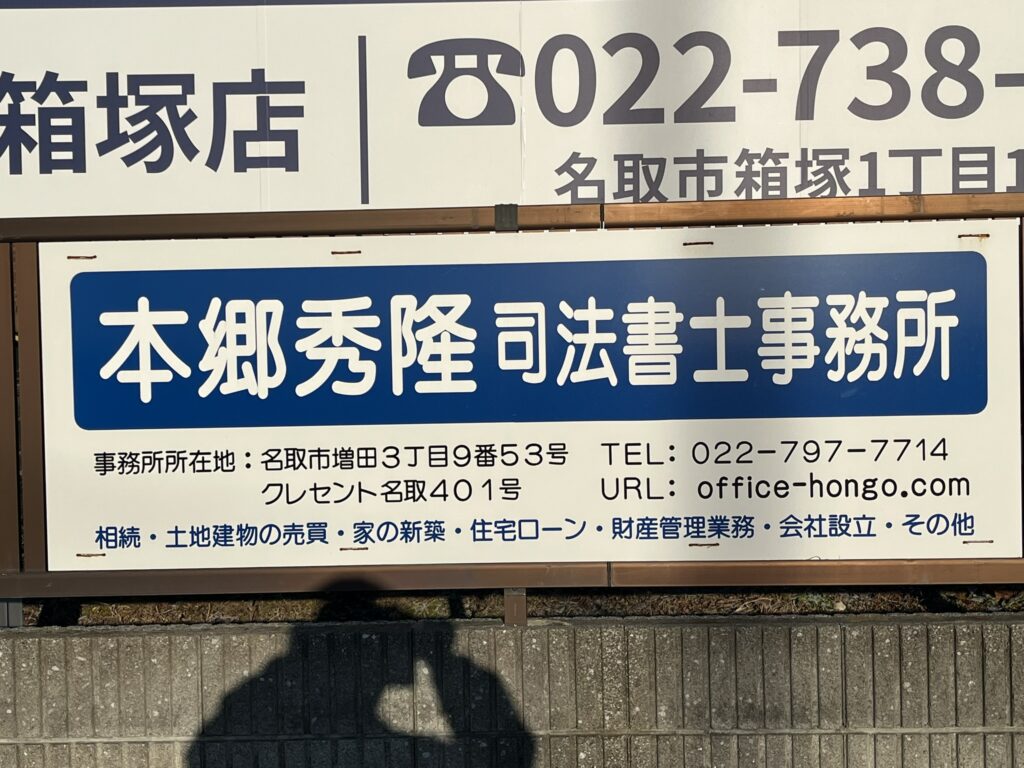 箱塚店
☎022-738-
名取市箱塚1丁目1
本郷秀隆司法書士事務所
事務所所在地：名取市増田3丁目9番53号 TEL：022-797-7714
クレセント名取401号 URL：office-hongo.com
相続・土地建物の売買・家の新築・住宅ローン・財産管理業務・会社設立・その他